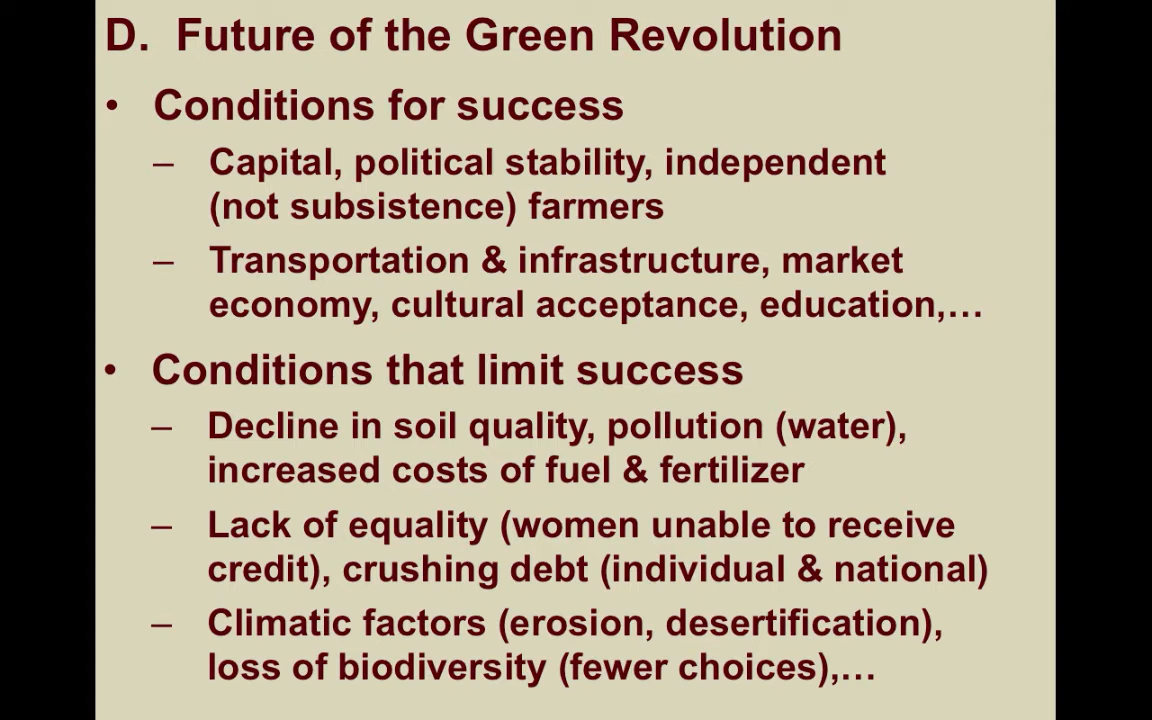 D. Future of the Green Revolution
• Conditions for success
– Capital, political stability, independent
(not subsistence) farmers
– Transportation & infrastructure, market
economy, cultural acceptance, education,…
• Conditions that limit success
– Decline in soil quality, pollution (water),
increased costs of fuel & fertilizer
– Lack of equality (women unable to receive
credit), crushing debt (individual & national)
– Climatic factors (erosion, desertification),
loss of biodiversity (fewer choices),…